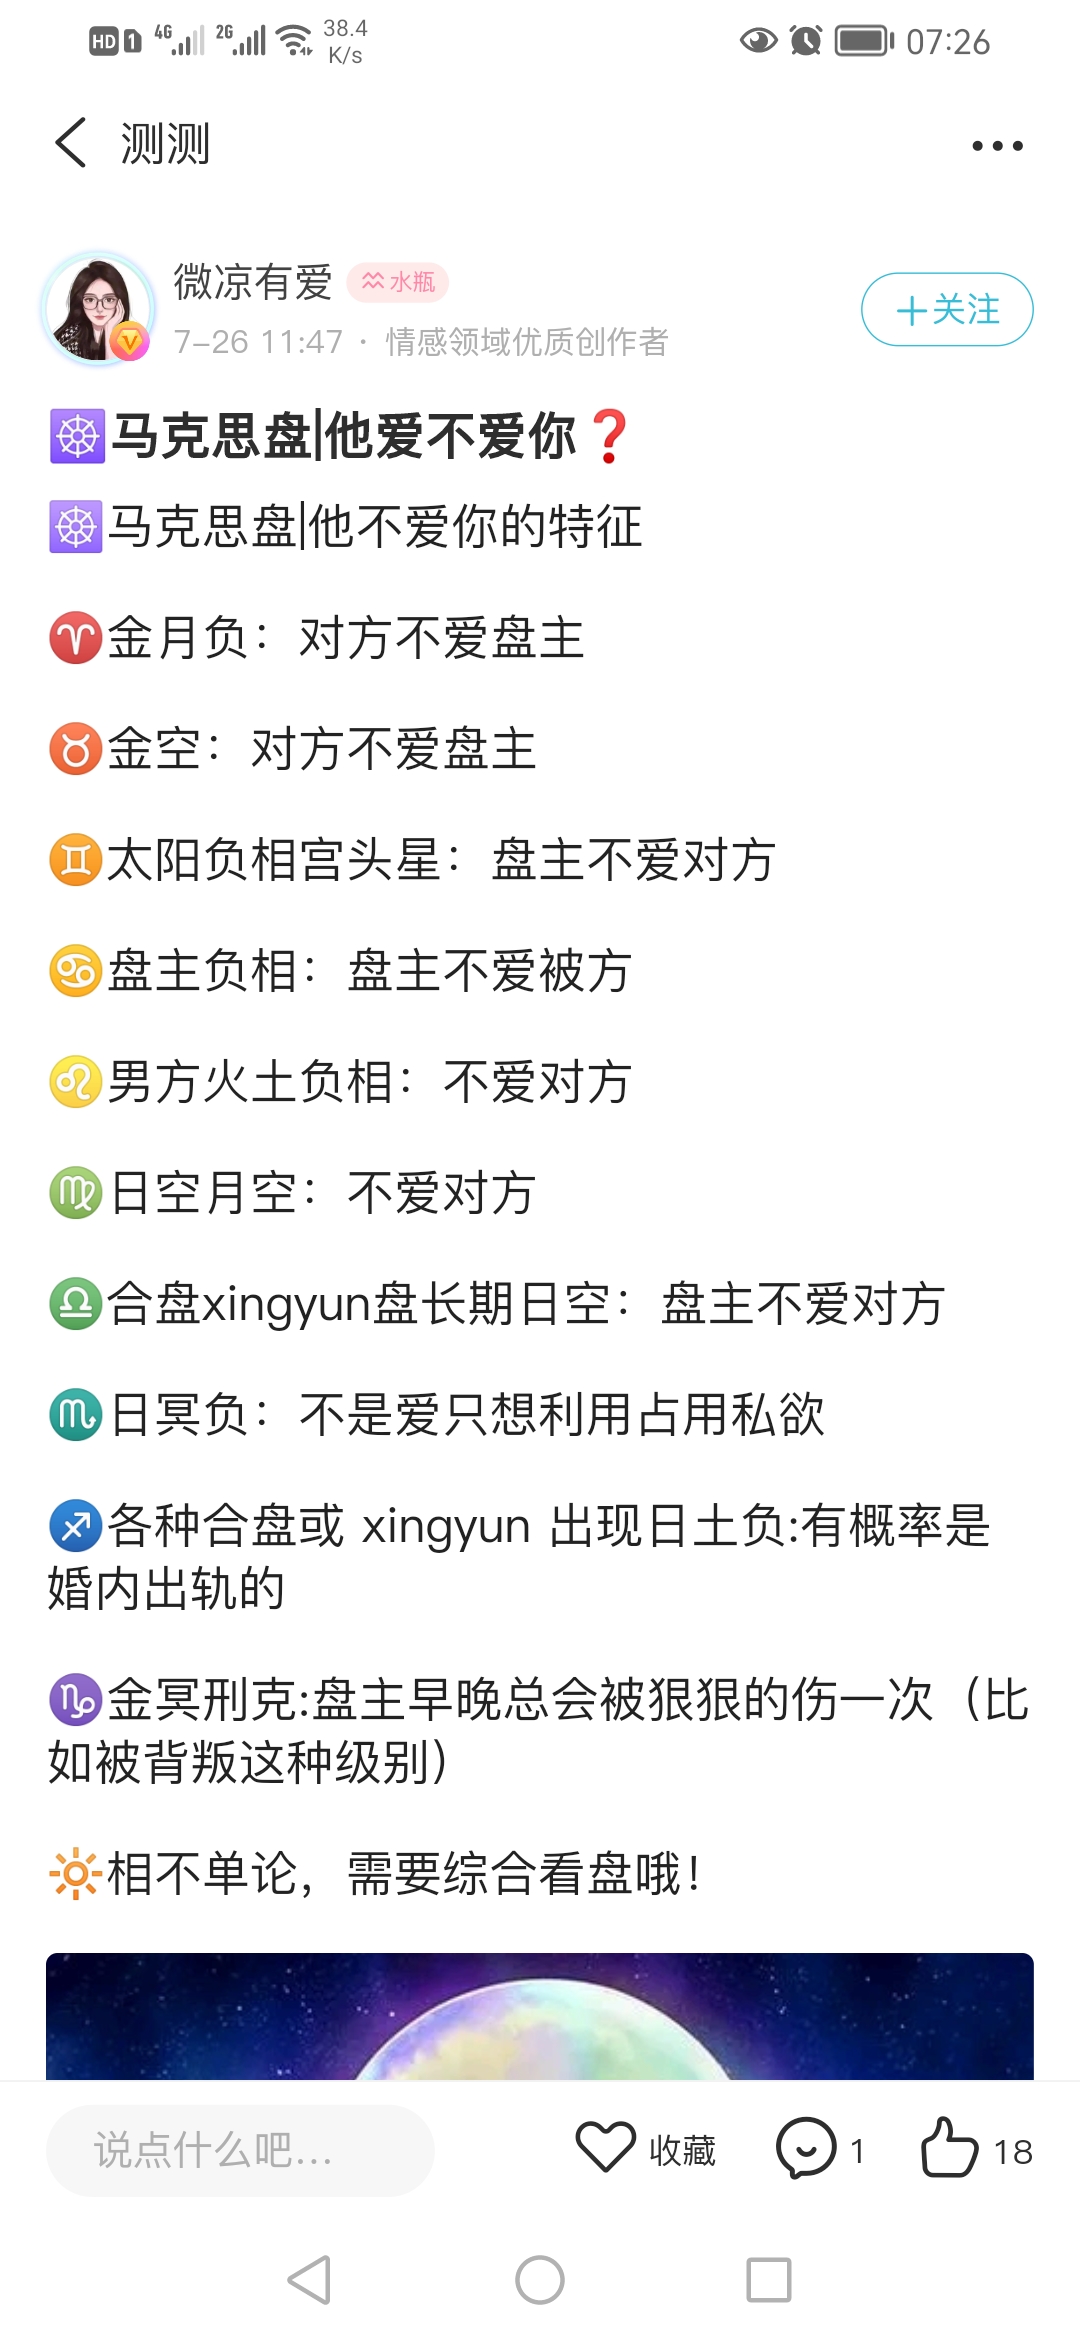 HD 1 4G 2G 38.4 K/s 07:26
测测
微凉有爱 水瓶
+关注
7-26 11:47 · 情感领域优质创作者
☸️马克思盘|他爱不爱你❓
☸️马克思盘|他不爱你的特征
♈金月负：对方不爱盘主
♉金空：对方不爱盘主
♊太阳负相宫头星：盘主不爱对方
♋盘主负相：盘主不爱被方
♌男方火土负相：不爱对方
♍日空月空：不爱对方
♎合盘xingyun盘长期日空：盘主不爱对方
♏日冥负：不是爱只想利用占用私欲
♐各种合盘或 xingyun 出现日土负:有概率是
婚内出轨的
♑金冥刑克:盘主早晚总会被狠狠的伤一次（比
如被背叛这种级别）
🔆相不单论，需要综合看盘哦！
说点什么吧... 收藏 1 18